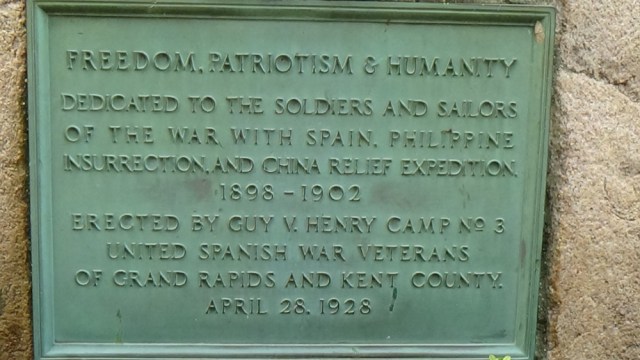 FREEDOM, PATRIOTISM & HUMANITY
DEDICATED TO THE SOLDIERS AND SAILORS
OF THE WAR WITH SPAIN, PHILIPPINE
INSURRECTION, AND CHINA RELIEF EXPEDITION.
1898 - 1902
ERECTED BY GUY V. HENRY CAMP Nº 3
UNITED SPANISH WAR VETERANS
OF GRAND RAPIDS AND KENT COUNTY.
APRIL 28, 1928